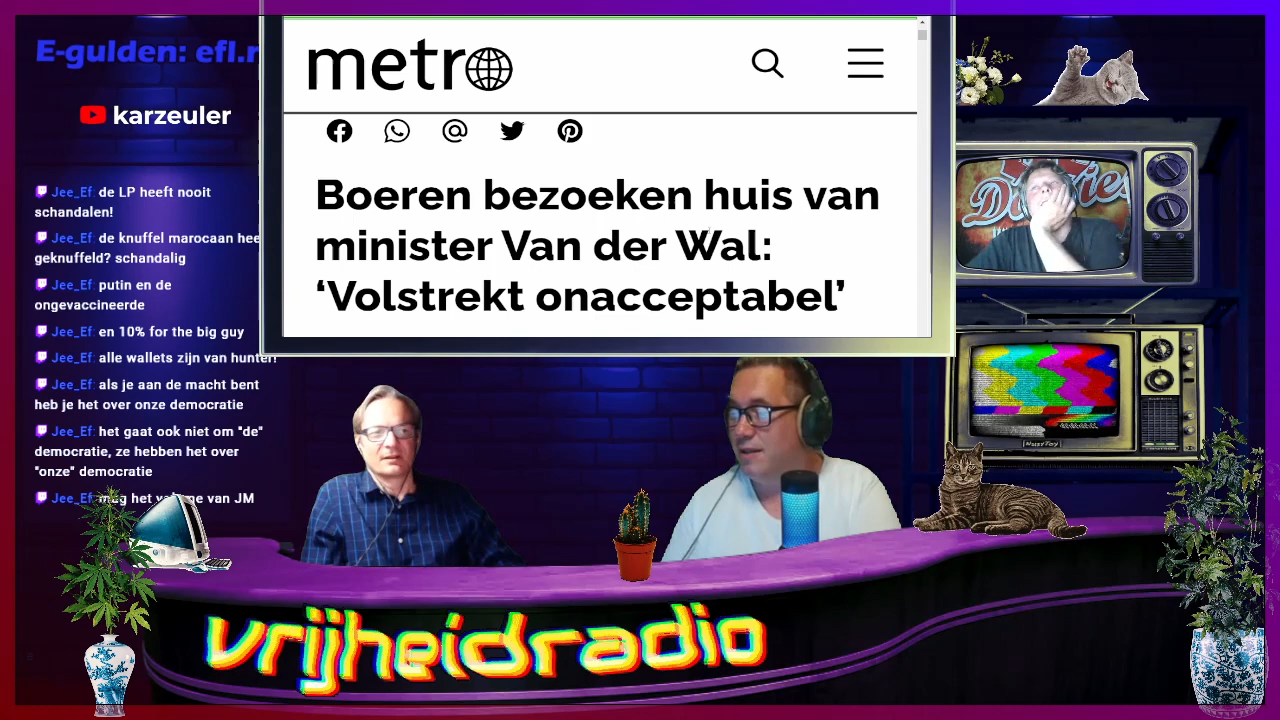 E-gulden: efl.
karzeuler
Jee_Ef: de LP heeft nooit
schandalen!
Jee_Ef: de knuffel marocaan hee
geknuffeld? schandalig
Jee_Ef: putin en de
ongevaccineerde
Jee_Ef: en 10% for the big guy
Jee_Ef: alle wallets zijn van hunter!
Jee_Ef: als je aan de macht bent
heb je het over onze democratie
Jee_Ef: het gaat ook niet om "de"
democratie, ze hebben het over
"onze" democratie
Jee_Ef: mag het van JM
metro
Boeren bezoeken huis van
minister Van der Wal:
‘Volstrekt onacceptabel’
vrijheidradio